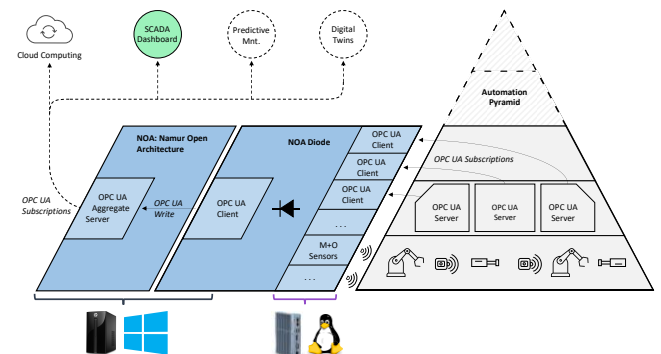 Cloud Computing
SCADA
Dashboard
Predictive
Mnt.
Digital
Twins
Automation
Pyramid
NOA: Namur Open
Architecture
NOA Diode
OPC UA
Client
OPC UA
Client
OPC UA
Client
. . .
M+O
Sensors
. . .
OPC UA Subscriptions
OPC UA
Subscriptions
OPC UA
Aggregate
Server
OPC UA
Write
OPC UA
Client
OPC UA
Server
OPC UA
Server
OPC UA
Server